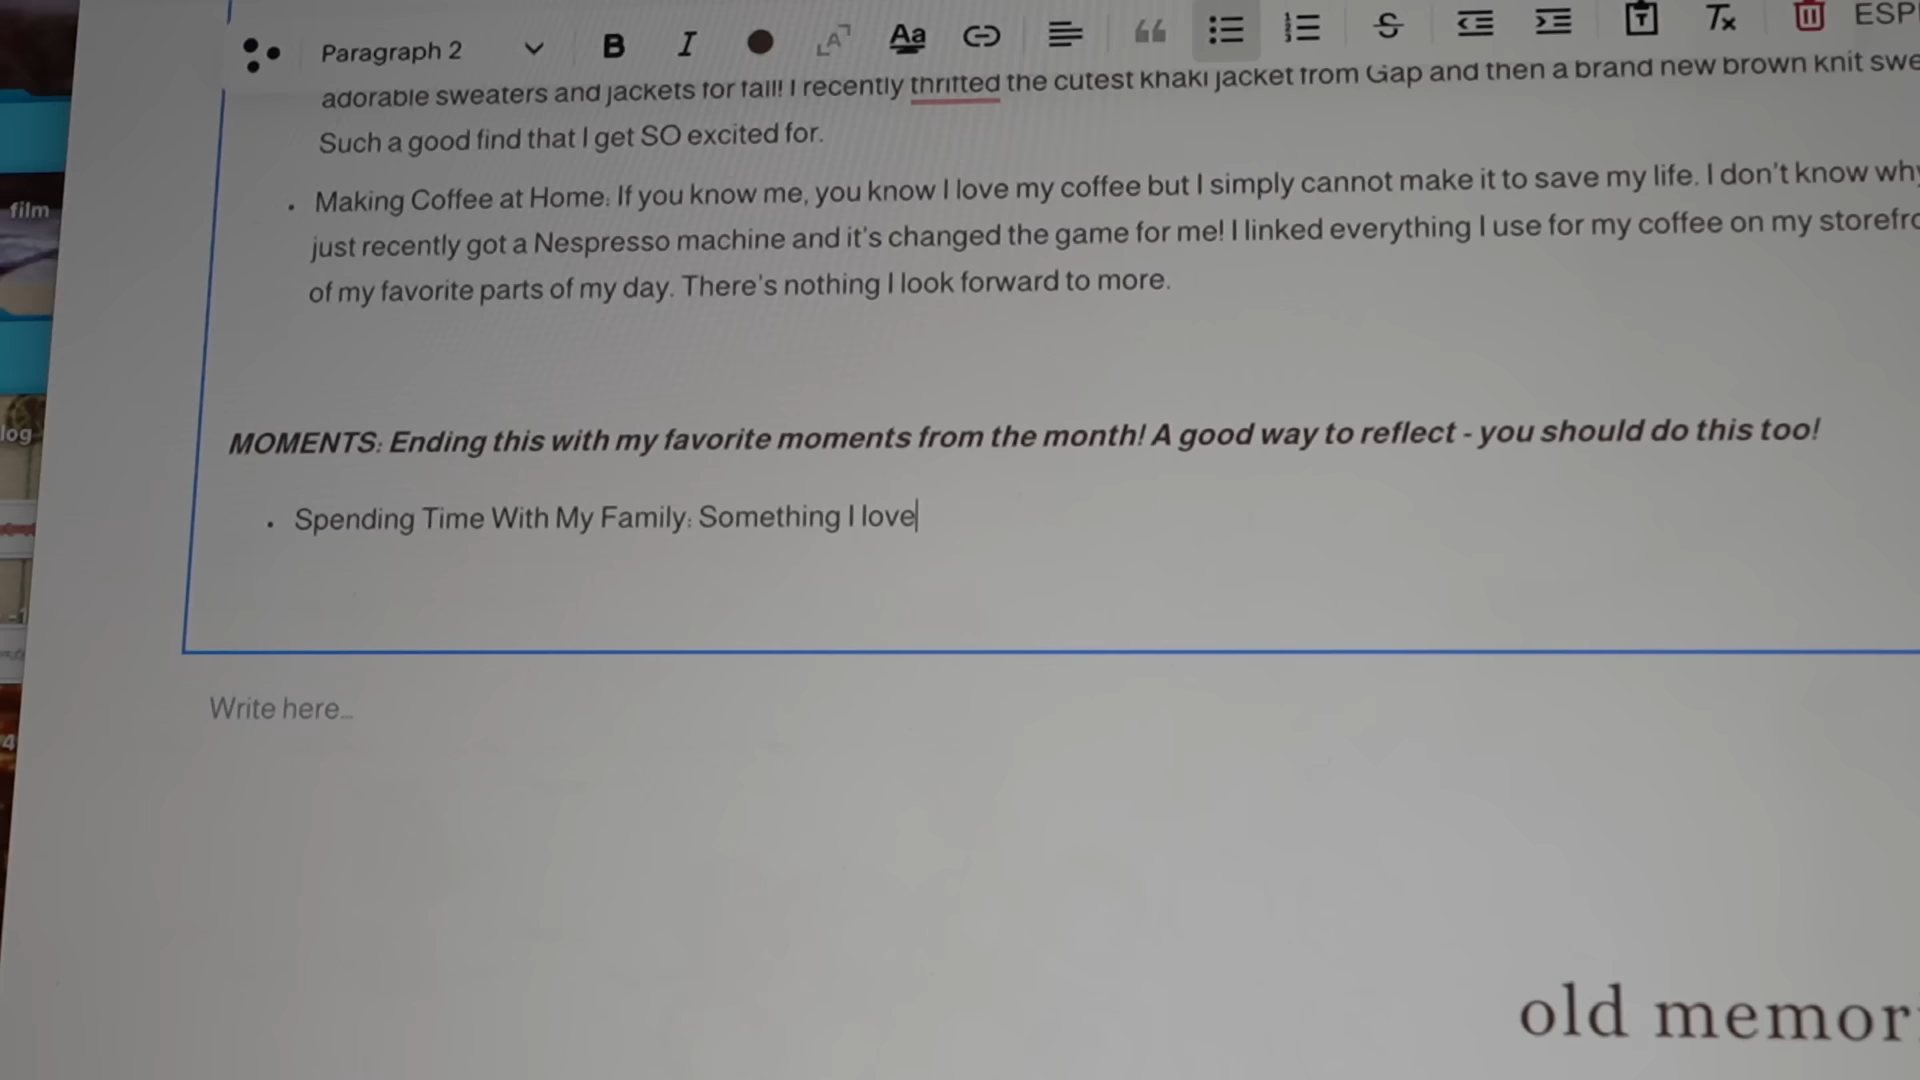 Paragraph 2 B I Aa ESP
adorable sweaters and jackets for fall! I recently thrifted the cutest khaki jacket from Gap and then a brand new brown knit swe
Such a good find that I get SO excited for.
• Making Coffee at Home: If you know me, you know I love my coffee but I simply cannot make it to save my life. I don't know why
just recently got a Nespresso machine and it's changed the game for me! I linked everything I use for my coffee on my storefro
of my favorite parts of my day. There's nothing I look forward to more.
MOMENTS: Ending this with my favorite moments from the month! A good way to reflect - you should do this too!
• Spending Time With My Family: Something I love
Write here...
old memor
film
log
-1
4